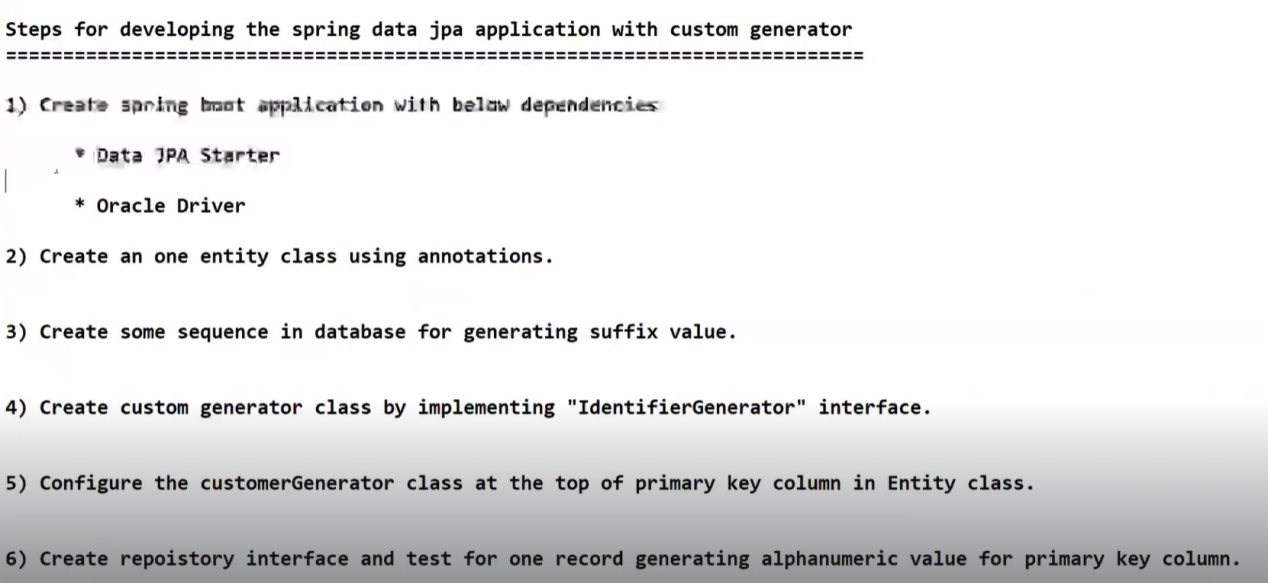 Steps for developing the spring data jpa application with custom generator
===========================================================================
1) Create spring boot application with below dependencies
* Data JPA Starter
* Oracle Driver
2) Create an one entity class using annotations.
3) Create some sequence in database for generating suffix value.
4) Create custom generator class by implementing "IdentifierGenerator" interface.
5) Configure the customerGenerator class at the top of primary key column in Entity class.
6) Create repoistory interface and test for one record generating alphanumeric value for primary key column.